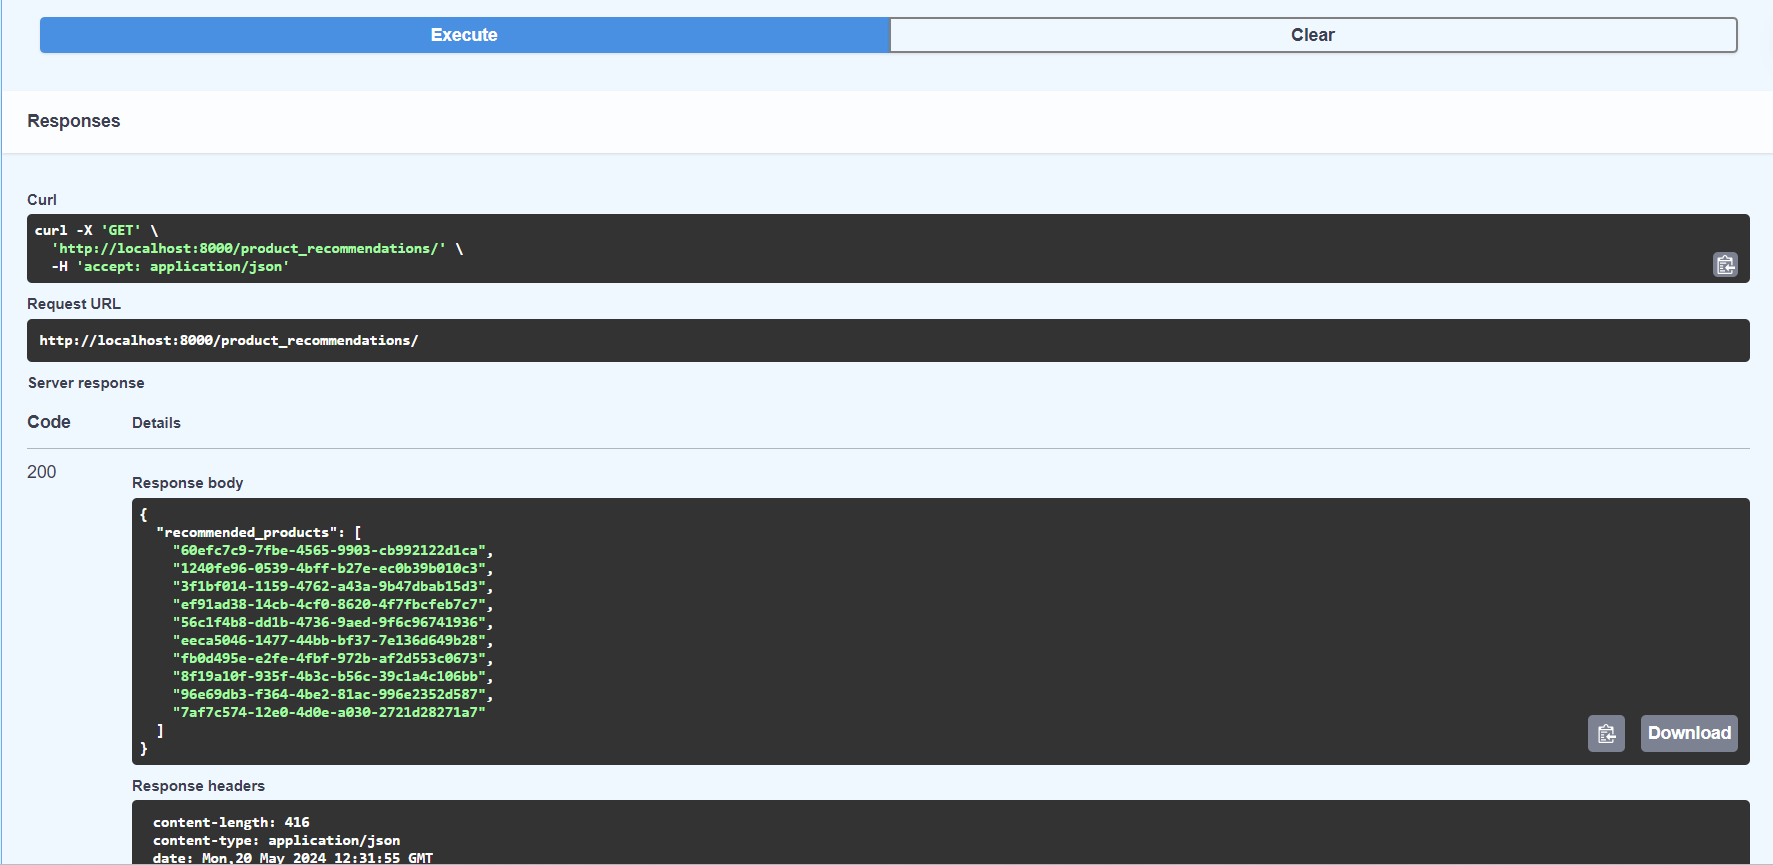 Execute
Clear
Responses
Curl
curl -X 'GET' \
  'http://localhost:8000/product_recommendations/' \
  -H 'accept: application/json'
Request URL
http://localhost:8000/product_recommendations/
Server response
Code
Details
200
Response body
{
  "recommended_products": [
    "60efc7c9-7fbe-4565-9903-cb992122d1ca",
    "1240fe96-0539-4bff-b27e-ec0b39b010c3",
    "3f1bf014-1159-4762-a43a-9b47dbab15d3",
    "ef91ad38-14cb-4cf0-8620-4f7fbcfeb7c7",
    "56c1f4b8-dd1b-4736-9aed-9f6c96741936",
    "eeca5046-1477-44bb-bf37-7e136d649b28",
    "fb0d495e-e2fe-4fbf-972b-af2d553c0673",
    "8f19a10f-935f-4b3c-b56c-39c1a4c106bb",
    "96e69db3-f364-4be2-81ac-996e2352d587",
    "7af7c574-12e0-4d0e-a030-2721d28271a7"
  ]
}
Download
Response headers
content-length: 416
content-type: application/json
date: Mon,20 May 2024 12:31:55 GMT